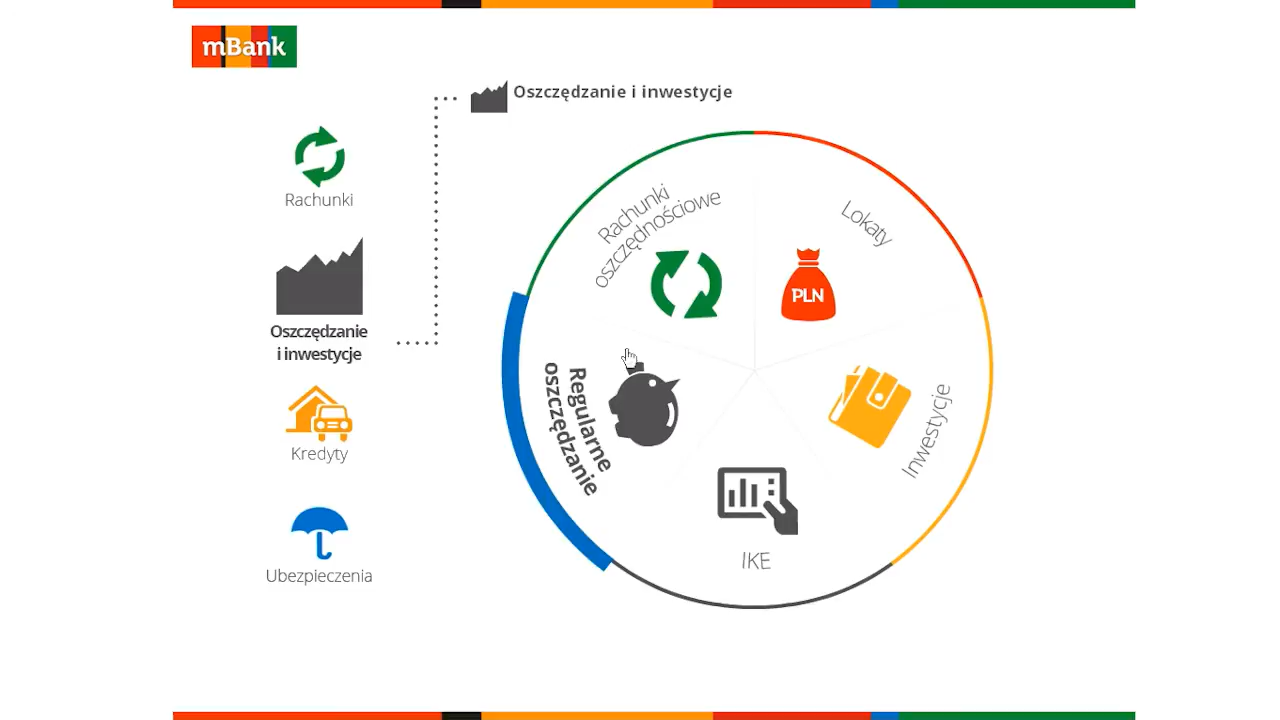 mBank
Oszczędzanie i inwestycje
Rachunki
Oszczędzanie
i inwestycje
Kredyty
Ubezpieczenia
Rachunki
oszczędnościowe
Lokaty
PLN
Inwestycje
IKE
Regularne
oszczędzanie